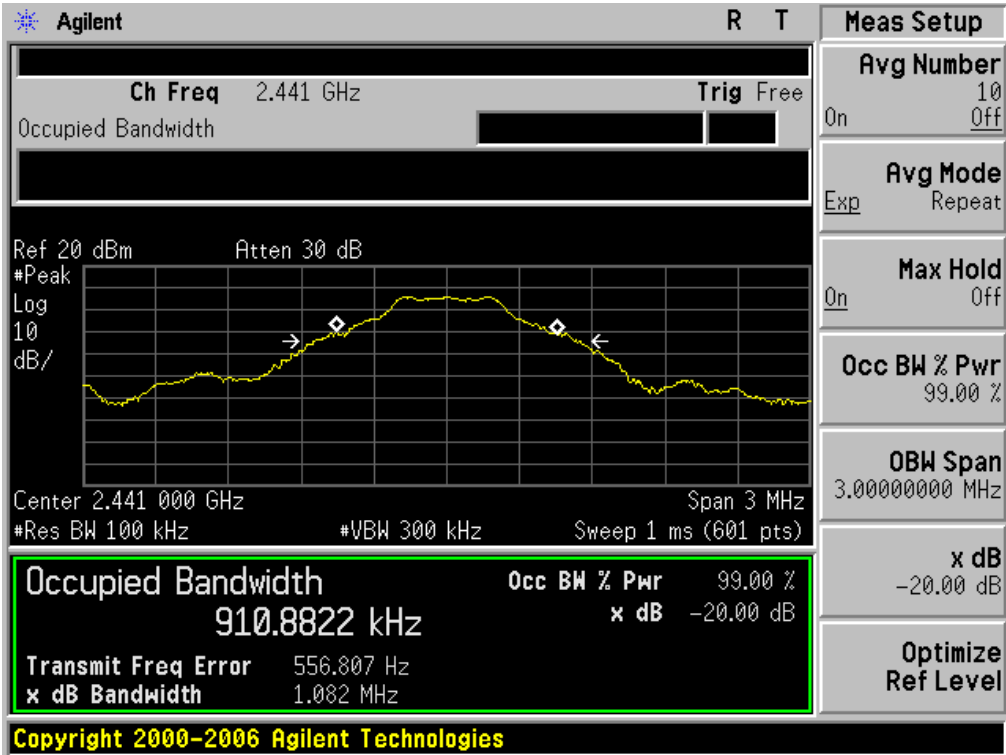 Agilent R T
Ch Freq 2.441 GHz Trig Free
Occupied Bandwidth
Ref 20 dBm Atten 30 dB
#Peak
Log
10
dB/
Center 2.441 000 GHz Span 3 MHz
#Res BW 100 kHz #VBW 300 kHz Sweep 1 ms (601 pts)
Occupied Bandwidth
910.8822 kHz
Occ BW % Pwr 99.00 %
x dB -20.00 dB
Transmit Freq Error 556.807 Hz
x dB Bandwidth 1.082 MHz
Copyright 2000-2006 Agilent Technologies
Meas Setup
Avg Number
10
On Off
Avg Mode
Exp Repeat
Max Hold
On Off
Occ BW % Pwr
99.00 %
OBW Span
3.00000000 MHz
x dB
-20.00 dB
Optimize
Ref Level